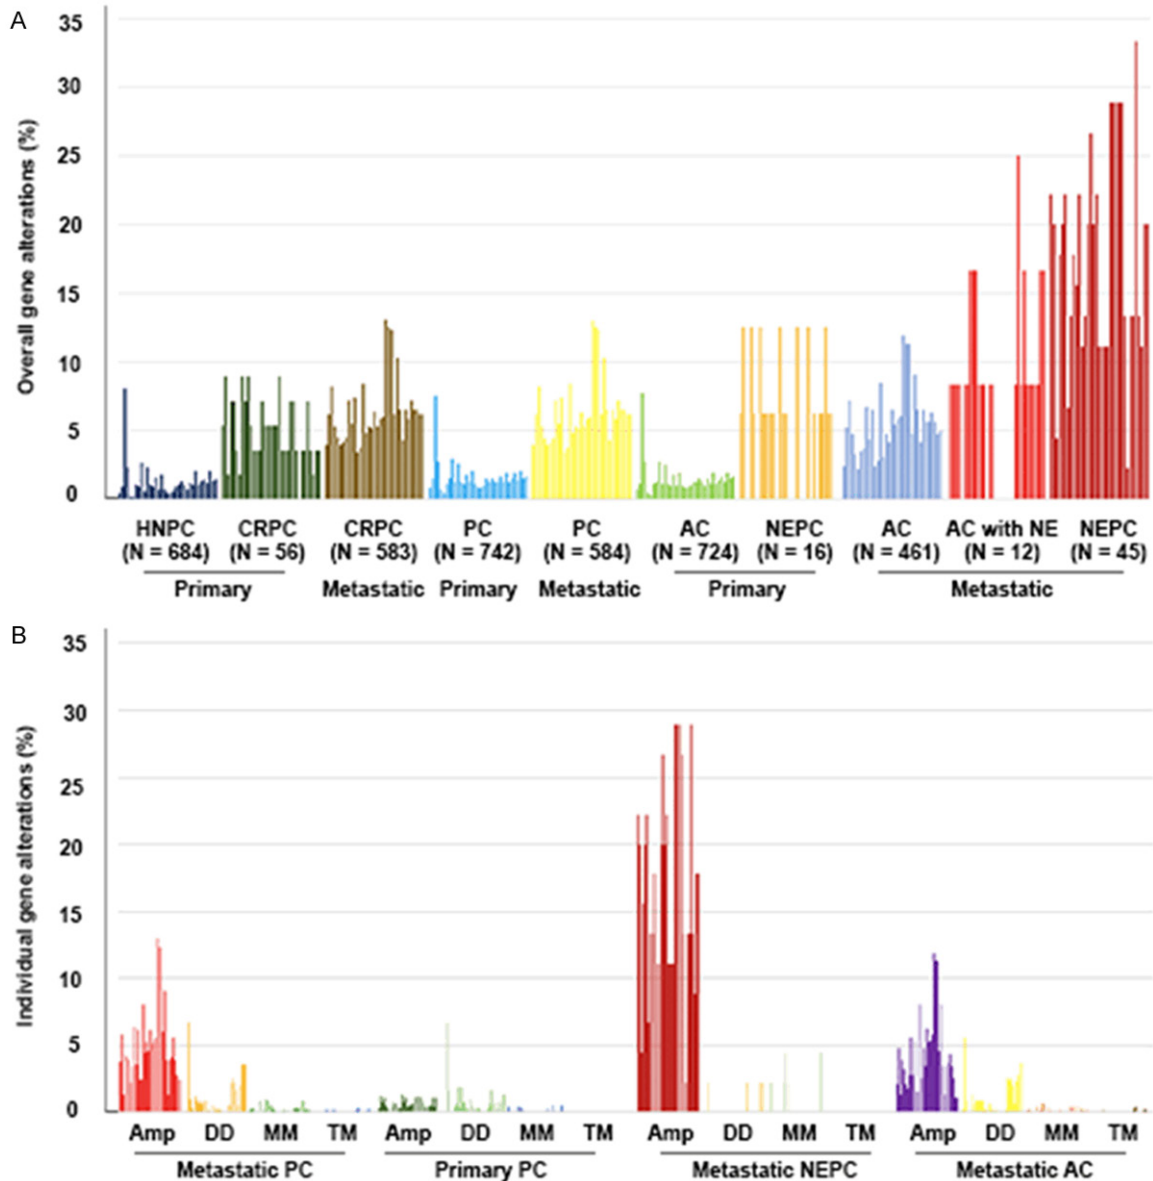 A
Overall gene alterations (%)
35
30
25
20
15
10
5
0
HNPC CRPC CRPC PC PC AC NEPC AC AC with NE NEPC
(N = 684) (N = 56) (N = 583) (N = 742) (N = 584) (N = 724) (N = 16) (N = 461) (N = 12) (N = 45)
Primary Metastatic Primary Metastatic Primary Metastatic
B
Individual gene alterations (%)
35
30
25
20
15
10
5
0
Amp DD MM TM Amp DD MM TM Amp DD MM TM Amp DD MM TM
Metastatic PC Primary PC Metastatic NEPC Metastatic AC